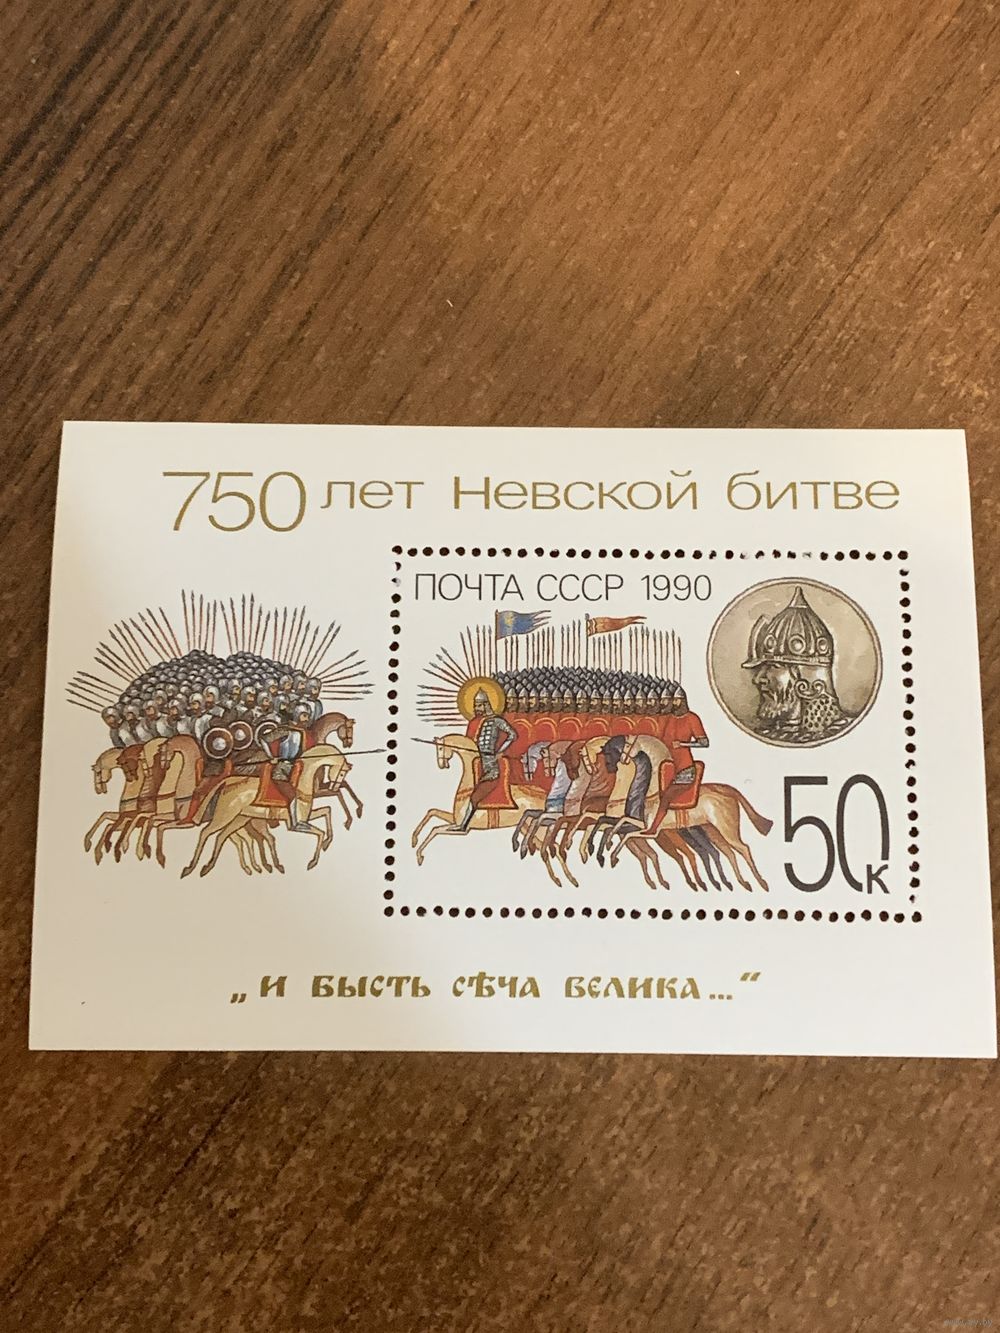 750 лет Невской битве
ПОЧТА СССР 1990
50к
„И БЫСТЬ СѢЧА ВЕЛИКА..."